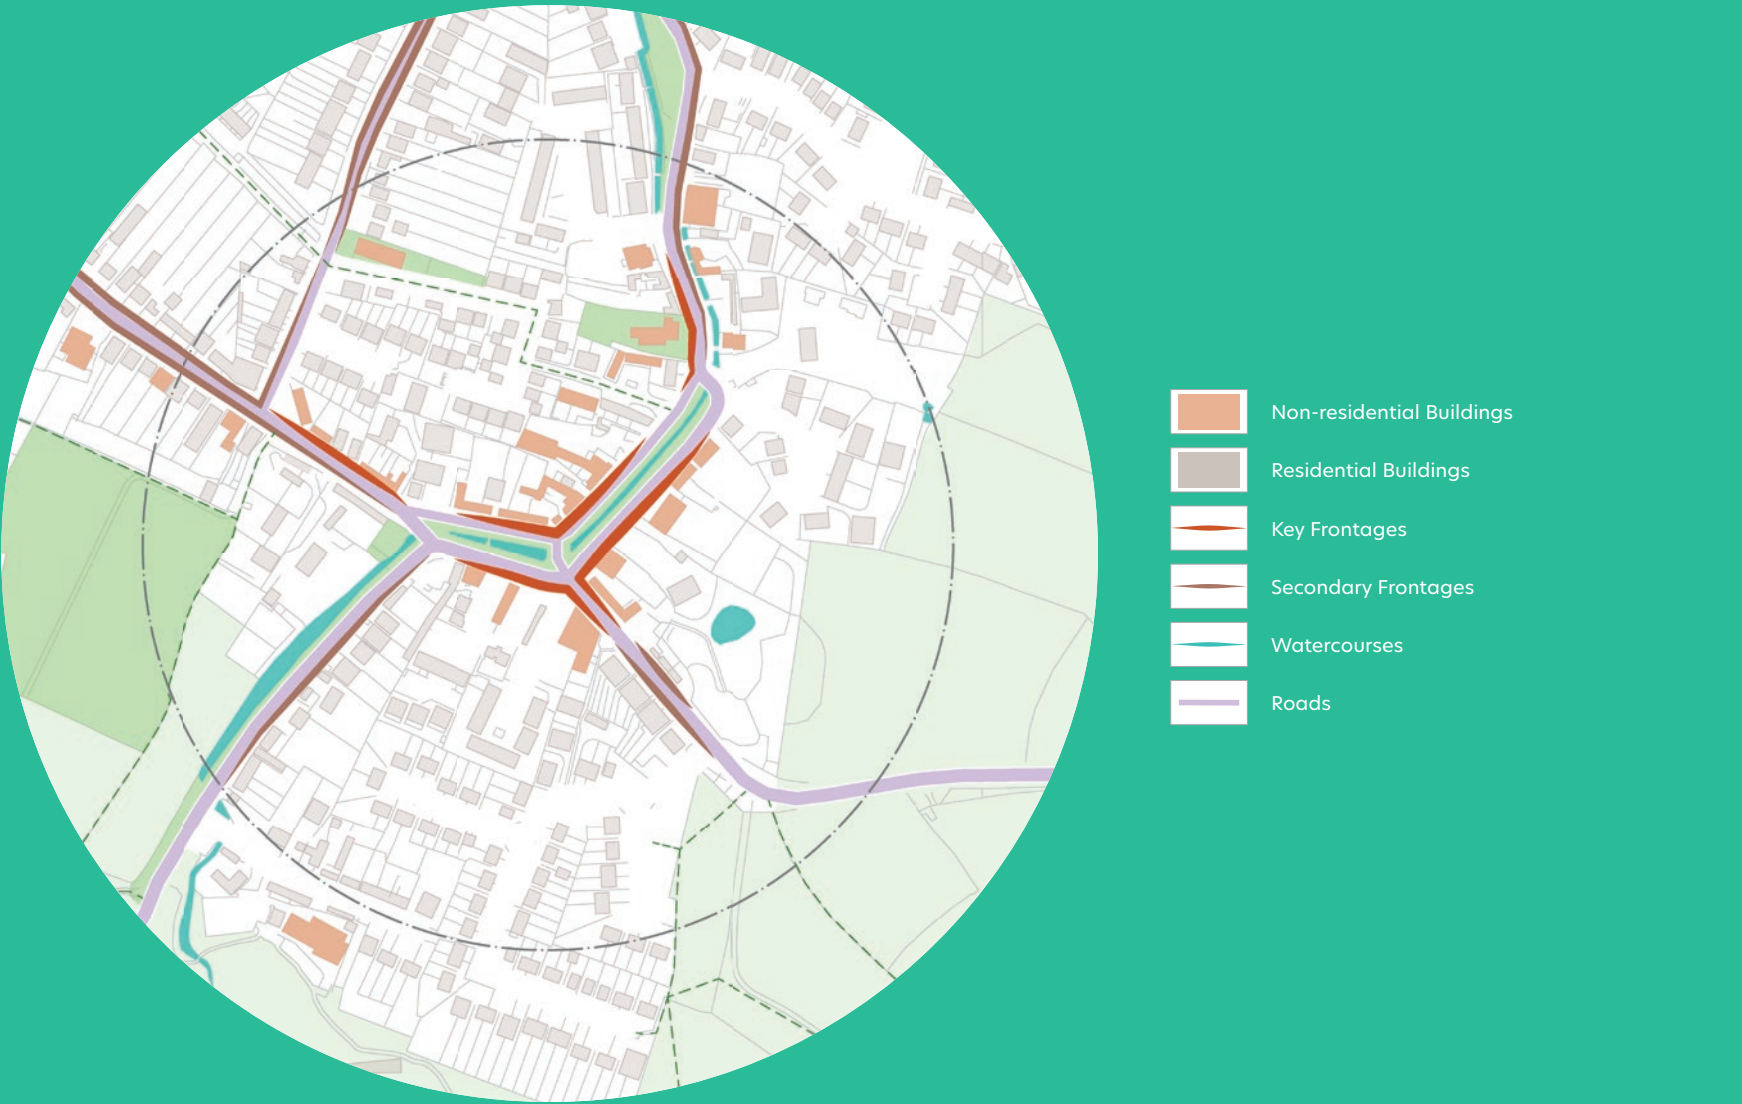 Non-residential Buildings
Residential Buildings
Key Frontages
Secondary Frontages
Watercourses
Roads